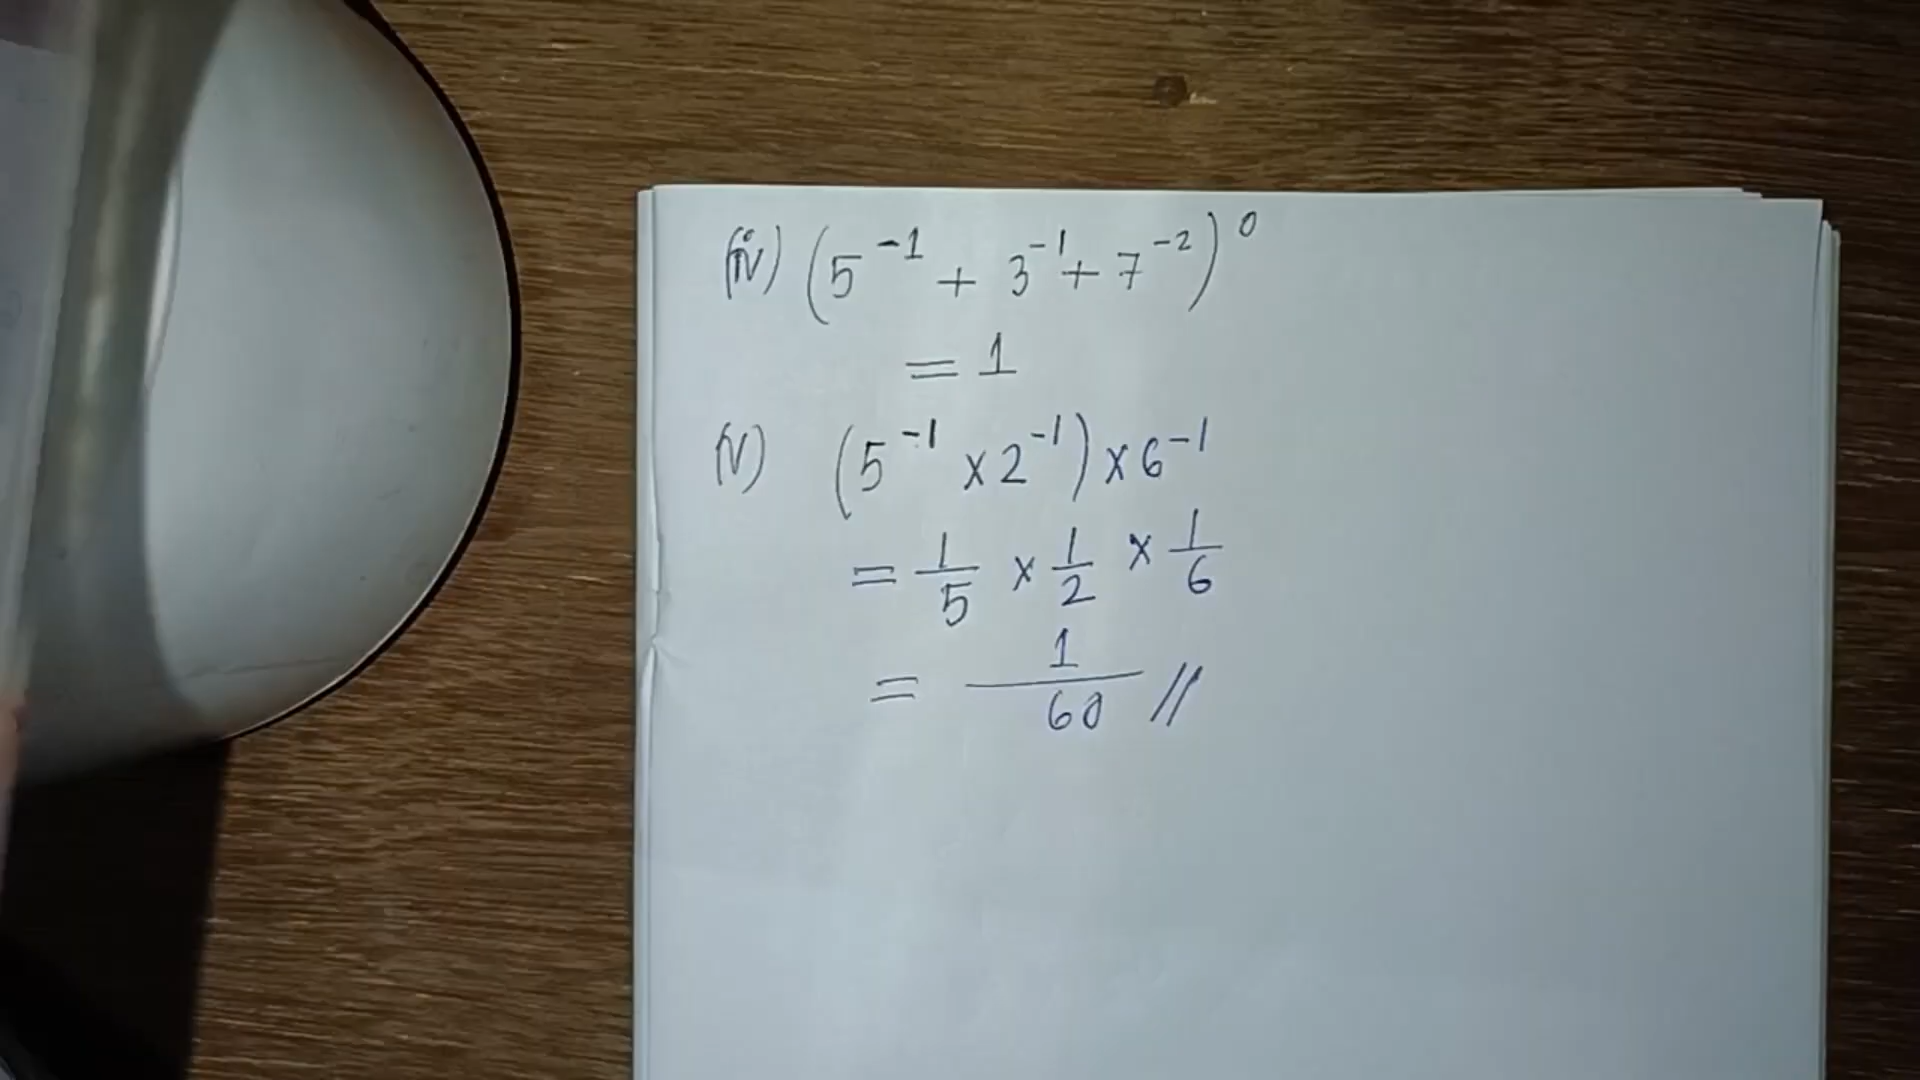 (iv) (5⁻¹ + 3⁻¹ + 7⁻²)⁰
= 1
(v) (5⁻¹ × 2⁻¹) × 6⁻¹
= 1/5 × 1/2 × 1/6
= 1/60 //